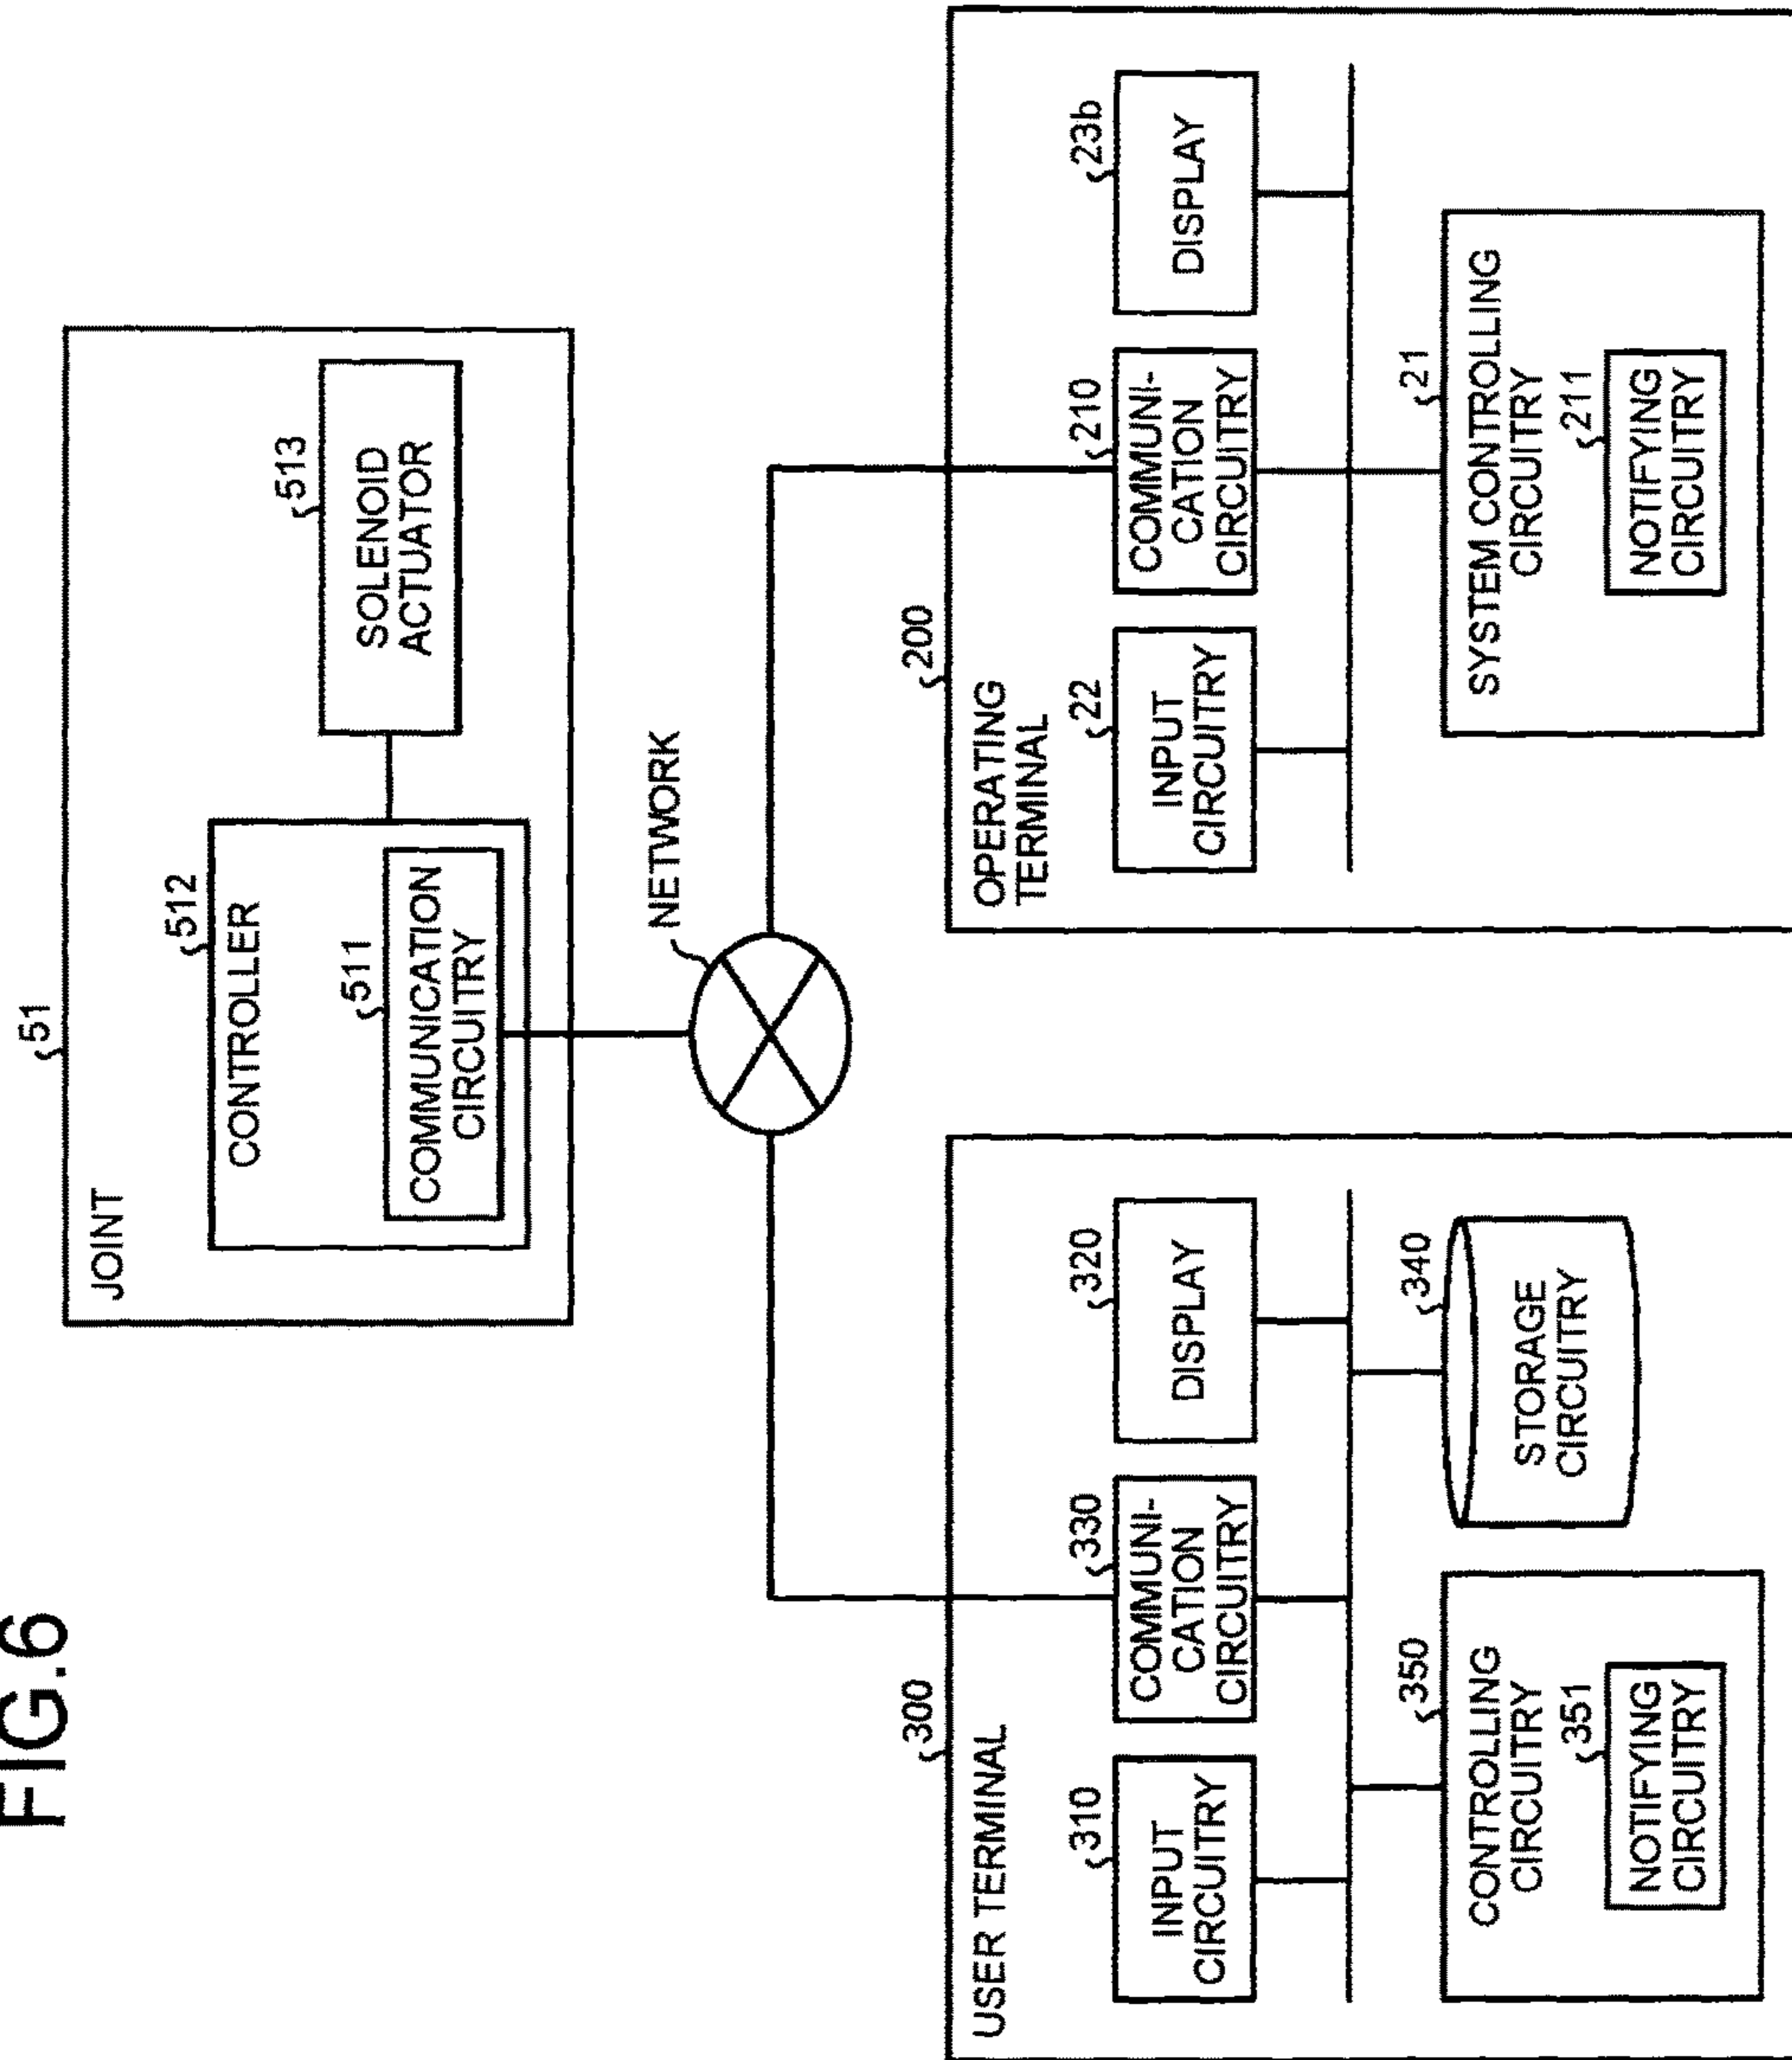 FIG.6
51
JOINT
512
CONTROLLER
511
COMMUNICATION
CIRCUITRY
513
SOLENOID
ACTUATOR
NETWORK
300
USER TERMINAL
310
INPUT
CIRCUITRY
330
COMMUNI-
CATION
CIRCUITRY
320
DISPLAY
350
CONTROLLING
CIRCUITRY
351
NOTIFYING
CIRCUITRY
340
STORAGE
CIRCUITRY
200
OPERATING
TERMINAL
22
INPUT
CIRCUITRY
210
COMMUNI-
CATION
CIRCUITRY
23b
DISPLAY
21
SYSTEM CONTROLLING
CIRCUITRY
211
NOTIFYING
CIRCUITRY